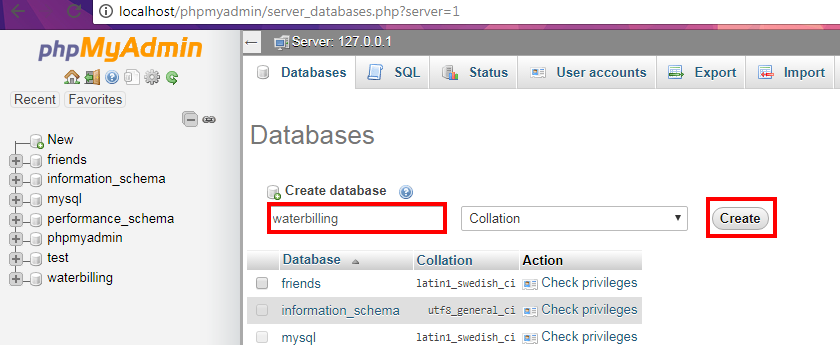 localhost/phpmyadmin/server_databases.php?server=1
phpMyAdmin
Recent Favorites
New
friends
information_schema
mysql
performance_schema
phpmyadmin
test
waterbilling
Server: 127.0.0.1
Databases SQL Status User accounts Export Import
Databases
Create database
waterbilling Collation Create
Database Collation Action
friends latin1_swedish_ci Check privileges
information_schema utf8_general_ci Check privileges
mysql latin1_swedish_ci Check privileges